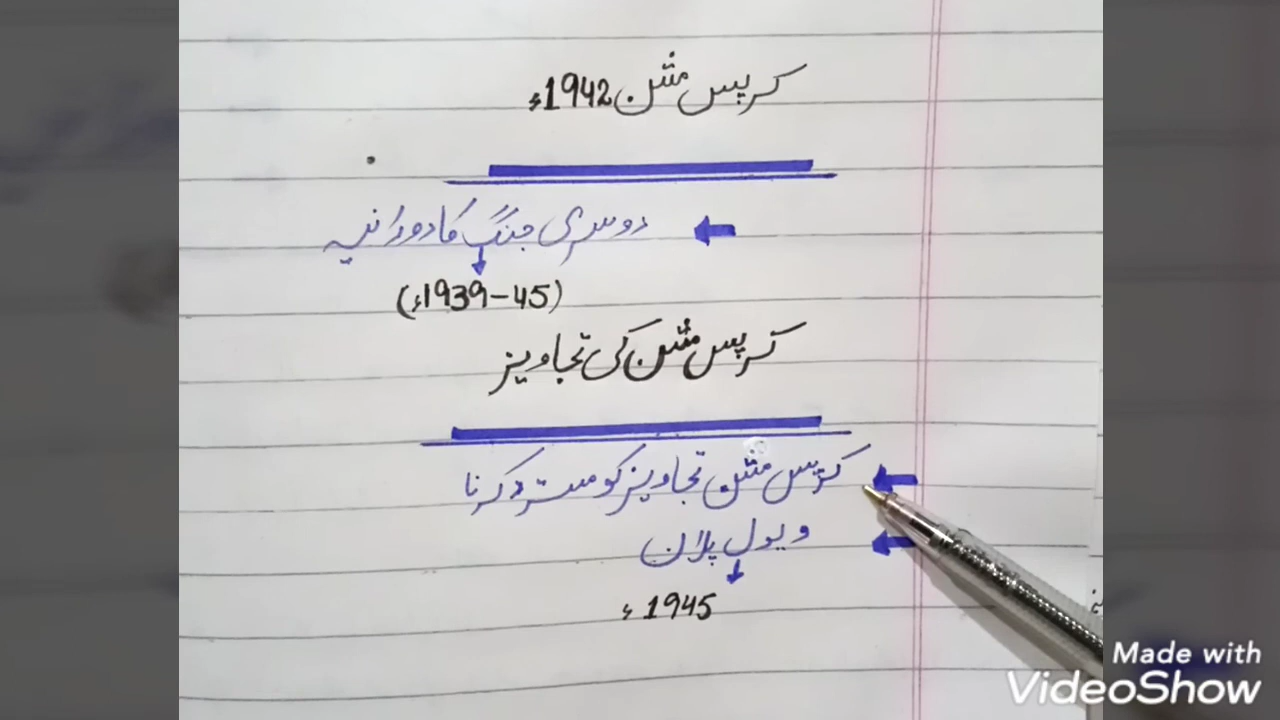 کرپس مشن 1942ء
دوسری جنگ کا دورانیہ
(1939-45ء)
کرپس مشن کی تجاویز
کرپس مشن تجاویز کو مسترد کرنا
ویول پلان
1945ء
Made with
VideoShow